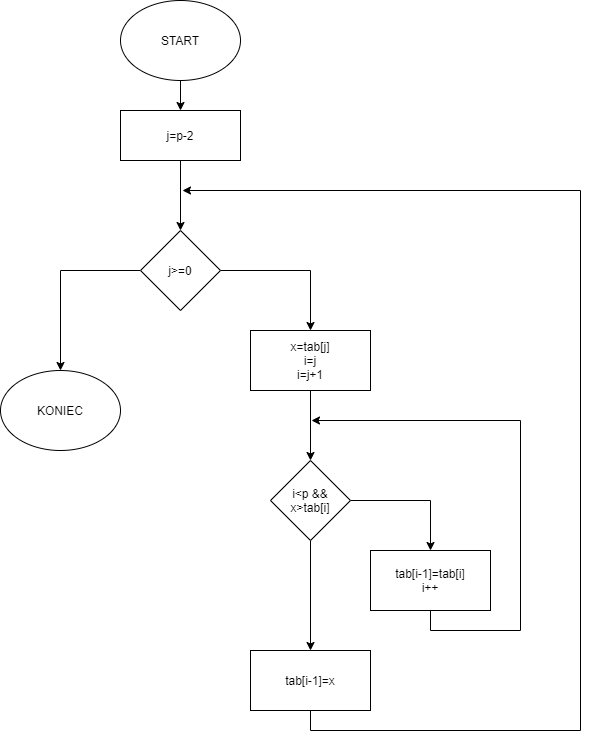 START
j=p-2
j>=0
x=tab[j]
i=j
i=j+1
KONIEC
i<p &&
x>tab[i]
tab[i-1]=tab[i]
i++
tab[i-1]=x